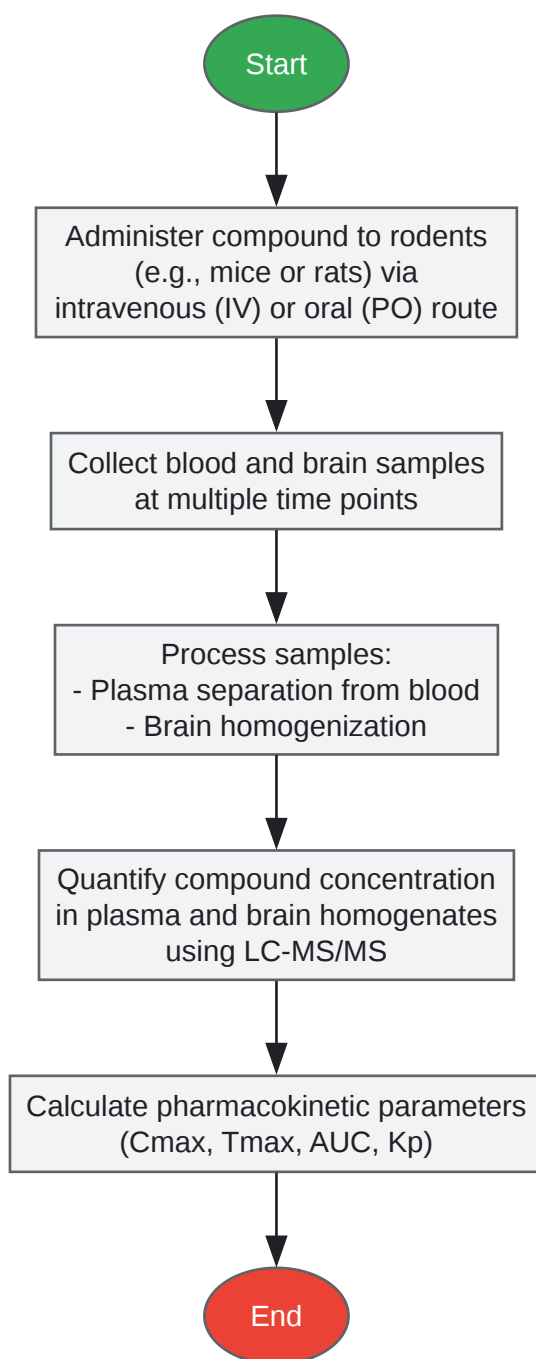 Start
Administer compound to rodents
(e.g., mice or rats) via
intravenous (IV) or oral (PO) route
Collect blood and brain samples
at multiple time points
Process samples:
- Plasma separation from blood
- Brain homogenization
Quantify compound concentration
in plasma and brain homogenates
using LC-MS/MS
Calculate pharmacokinetic parameters
(Cmax, Tmax, AUC, Kp)
End